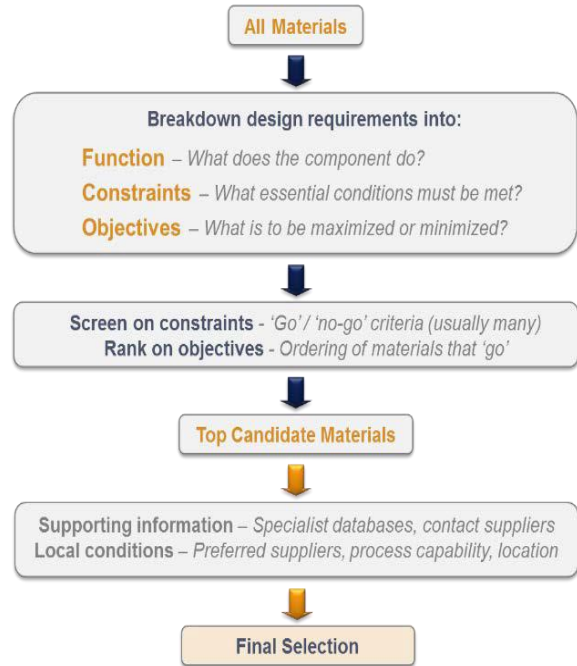 All Materials
Breakdown design requirements into:
Function – What does the component do?
Constraints – What essential conditions must be met?
Objectives – What is to be maximized or minimized?
Screen on constraints - ‘Go’ / ‘no-go’ criteria (usually many)
Rank on objectives - Ordering of materials that ‘go’
Top Candidate Materials
Supporting information – Specialist databases, contact suppliers
Local conditions – Preferred suppliers, process capability, location
Final Selection